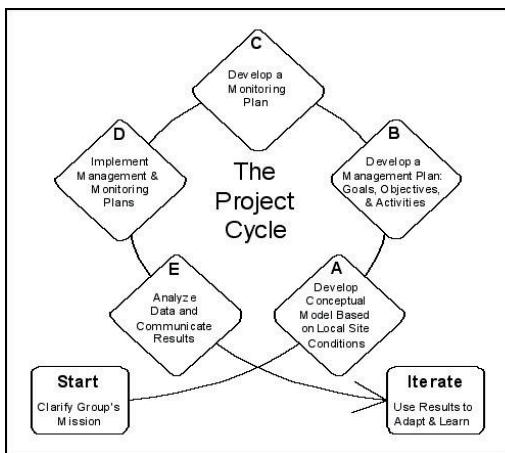 C
Develop a
Monitoring
Plan
D
Implement
Management &
Monitoring
Plans
The
Project
Cycle
B
Develop a
Management Plan:
Goals, Objectives,
& Activities
E
Analyze
Data and
Communicate
Results
A
Develop
Conceptual
Model Based
on Local Site
Conditions
Start
Clarify Group's
Mission
Iterate
Use Results to
Adapt & Learn